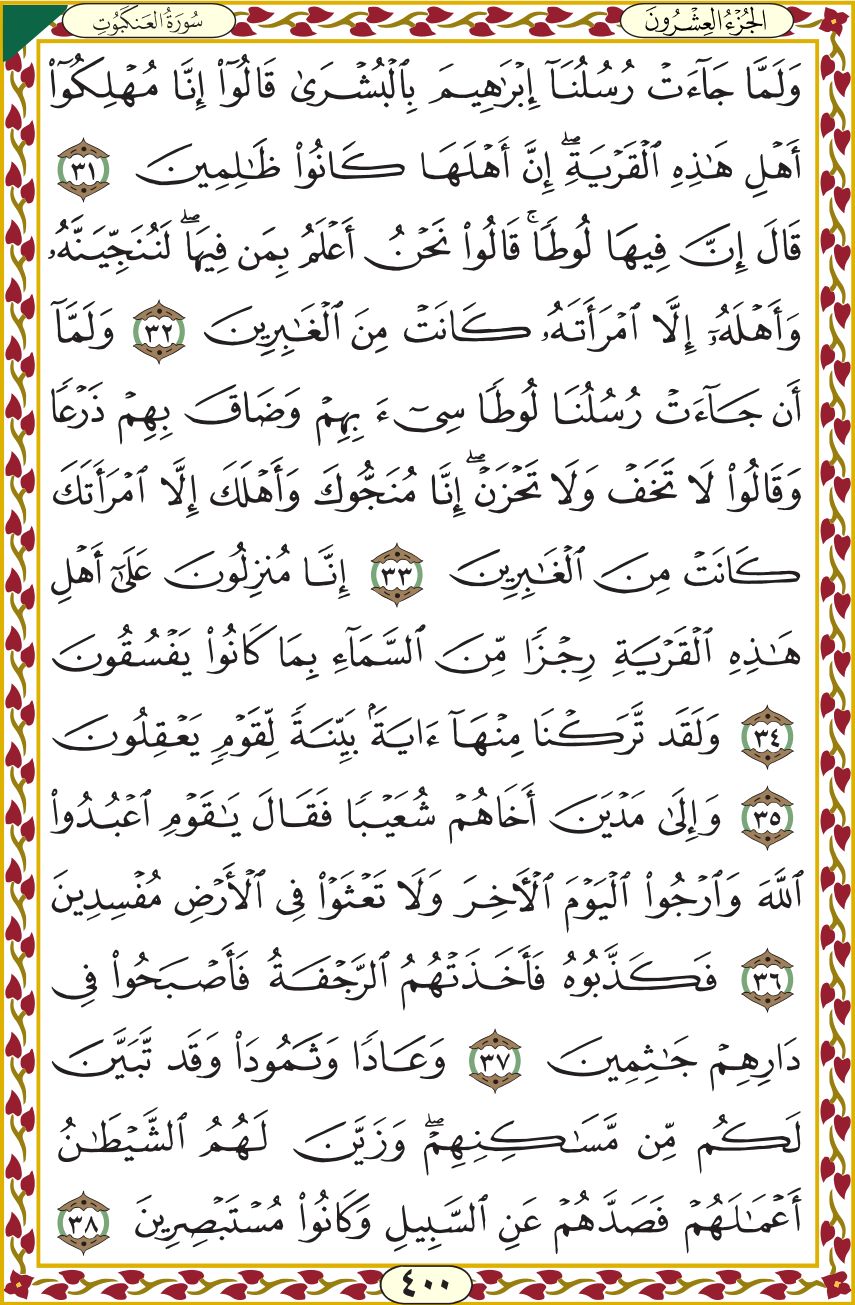 الجُزْءُ العِشْرُونَ
سُورَةُ العَنكَبُوتِ
وَلَمَّا جَآءَتْ رُسُلُنَآ إِبْرَٰهِيمَ بِٱلْبُشْرَىٰ قَالُوٓا۟ إِنَّا مُهْلِكُوٓا۟
أَهْلِ هَـٰذِهِ ٱلْقَرْيَةِ ۖ إِنَّ أَهْلَهَا كَانُوا۟ ظَـٰلِمِينَ ٣١
قَالَ إِنَّ فِيهَا لُوطًا ۚ قَالُوا۟ نَحْنُ أَعْلَمُ بِمَن فِيهَا ۖ لَنُنَجِّيَنَّهُۥ
وَأَهْلَهُۥٓ إِلَّا ٱمْرَأَتَهُۥ كَانَتْ مِنَ ٱلْغَـٰبِرِينَ ٣٢ وَلَمَّآ
أَن جَآءَتْ رُسُلُنَا لُوطًا سِىٓءَ بِهِمْ وَضَاقَ بِهِمْ ذَرْعًا
وَقَالُوا۟ لَا تَخَفْ وَلَا تَحْزَنْ ۖ إِنَّا مُنَجُّوكَ وَأَهْلَكَ إِلَّا ٱمْرَأَتَكَ
كَانَتْ مِنَ ٱلْغَـٰبِرِينَ ٣٣ إِنَّا مُنزِلُونَ عَلَىٰٓ أَهْلِ
هَـٰذِهِ ٱلْقَرْيَةِ رِجْزًا مِّنَ ٱلسَّمَآءِ بِمَا كَانُوا۟ يَفْسُقُونَ
٣٤ وَلَقَد تَّرَكْنَا مِنْهَآ ءَايَةًۢ بَيِّنَةً لِّقَوْمٍ يَعْقِلُونَ
٣٥ وَإِلَىٰ مَدْيَنَ أَخَاهُمْ شُعَيْبًا فَقَالَ يَـٰقَوْمِ ٱعْبُدُوا۟
ٱللَّهَ وَٱرْجُوا۟ ٱلْيَوْمَ ٱلْـَٔاخِرَ وَلَا تَعْثَوْا۟ فِى ٱلْأَرْضِ مُفْسِدِينَ
٣٦ فَكَذَّبُوهُ فَأَخَذَتْهُمُ ٱلرَّجْفَةُ فَأَصْبَحُوا۟ فِى
دَارِهِمْ جَـٰثِمِينَ ٣٧ وَعَادًا وَثَمُودَا۟ وَقَد تَّبَيَّنَ
لَكُم مِّن مَّسَـٰكِنِهِمْ ۖ وَزَيَّنَ لَهُمُ ٱلشَّيْطَـٰنُ
أَعْمَـٰلَهُمْ فَصَدَّهُمْ عَنِ ٱلسَّبِيلِ وَكَانُوا۟ مُسْتَبْصِرِينَ ٣٨
٤٠٠